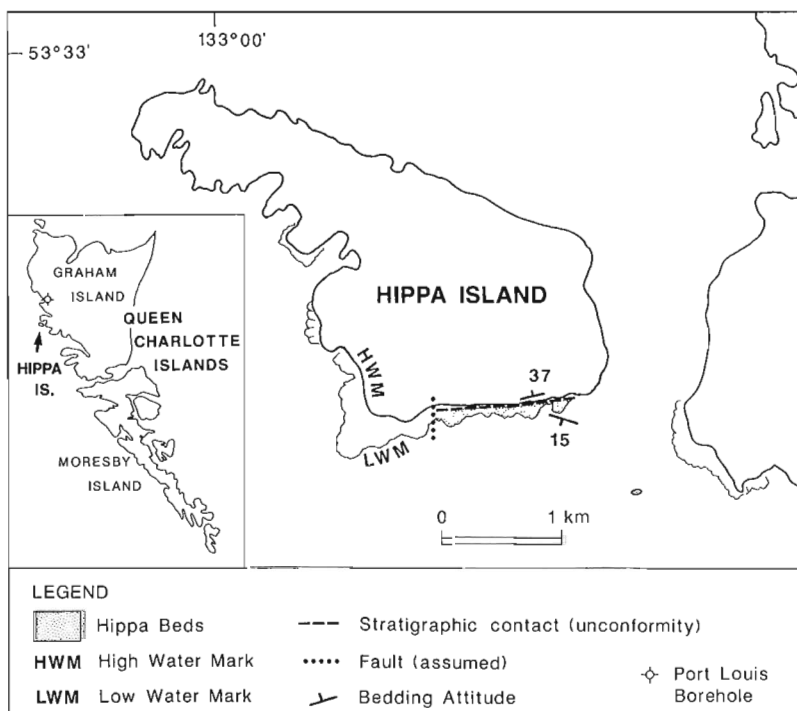 133°00'
53°33'
HIPPA ISLAND
HWM
LWM
37
15
0 1 km
GRAHAM
ISLAND
QUEEN
CHARLOTTE
ISLANDS
HIPPA
IS.
MORESBY
ISLAND
LEGEND
Hippa Beds
HWM High Water Mark
LWM Low Water Mark
Stratigraphic contact (unconformity)
Fault (assumed)
Bedding Attitude
Port Louis
Borehole